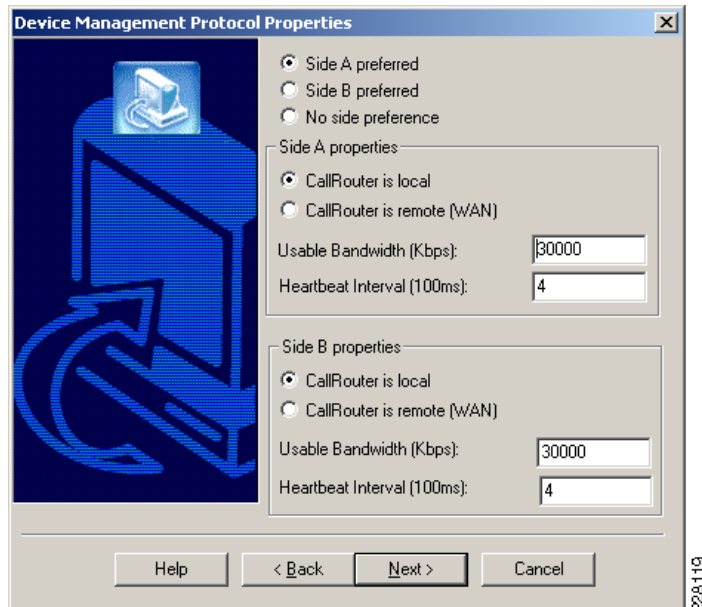 Device Management Protocol Properties
Side A preferred
Side B preferred
No side preference
Side A properties
CallRouter is local
CallRouter is remote (WAN)
Usable Bandwidth (Kbps): 30000
Heartbeat Interval (100ms): 4
Side B properties
CallRouter is local
CallRouter is remote (WAN)
Usable Bandwidth (Kbps): 30000
Heartbeat Interval (100ms): 4
Help < Back Next > Cancel
228119